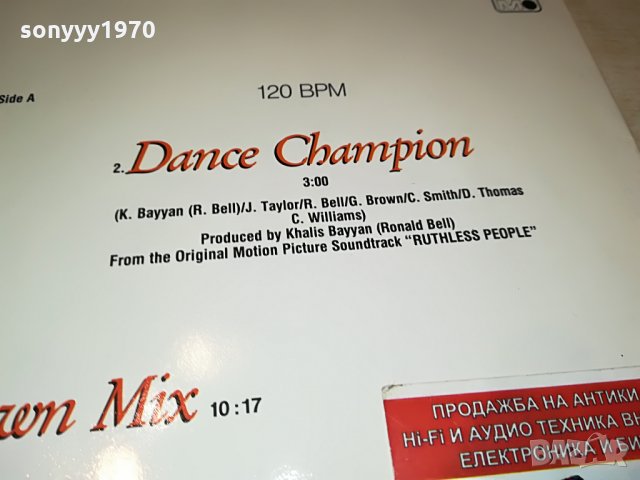 sonyyy1970
Side A
120 BPM
2. Dance Champion
3:00
(K. Bayyan (R. Bell)/J. Taylor/R. Bell/G. Brown/C. Smith/D. Thomas
C. Williams)
Produced by Khalis Bayyan (Ronald Bell)
From the Original Motion Picture Soundtrack "RUTHLESS PEOPLE"
Mix 10:17
ПРОДАЖБА НА АНТИКИ
Hi-Fi И АУДИО ТЕХНИКА
ЕЛЕКТРОНИКА И